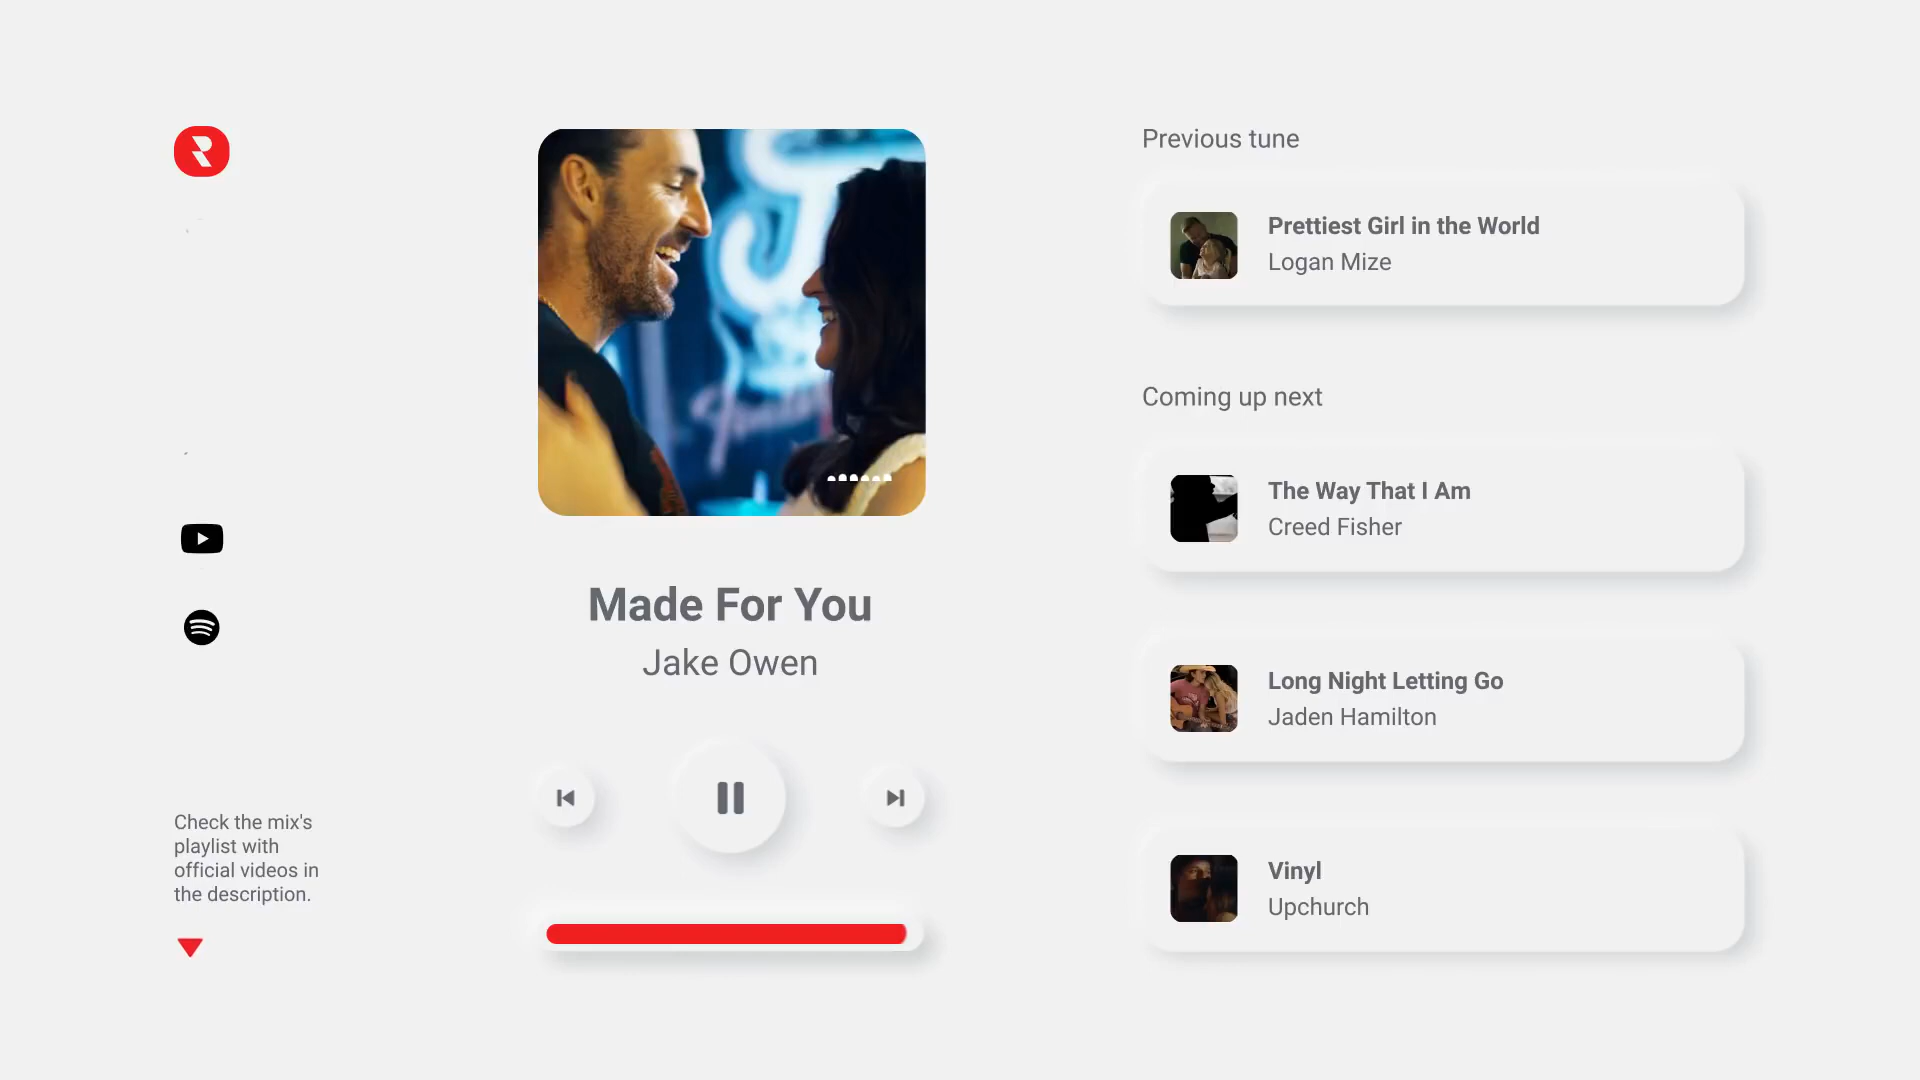 Check the mix's
playlist with
official videos in
the description.
Made For You
Jake Owen
Previous tune
Prettiest Girl in the World
Logan Mize
Coming up next
The Way That I Am
Creed Fisher
Long Night Letting Go
Jaden Hamilton
Vinyl
Upchurch